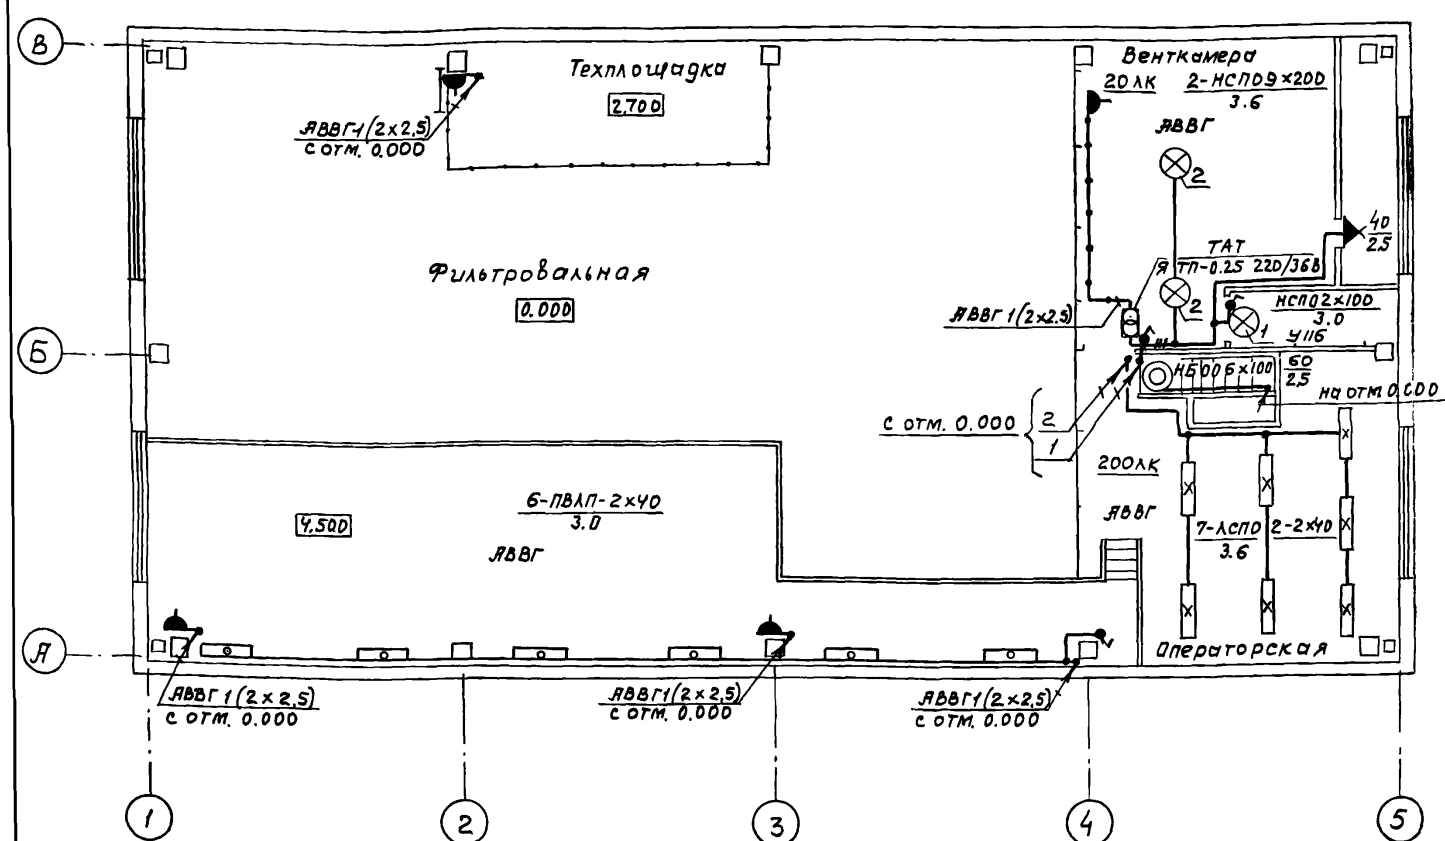 В
Техплощадка
2.700
АВВГ1(2х2,5)
с отм. 0.000
Венткамера
20 лк
2-НСП09х200
3.6
АВВГ
2
40
2.5
ТАТ
Я ТП-0.25 220/36В
2
Фильтровальная
0.000
АВВГ1(2х2,5)
НСП02х100
3.0
1
У116
Б
НБ006х100
60
2,5
на отм 0.000
с отм. 0.000
2
1
200лк
АВВГ
6-ПВЛП-2х40
3.0
4.500
АВВГ
7-ЛСПО 2-2х40
3.6
А
Операторская
АВВГ1(2х2,5)
с отм. 0.000
АВВГ1(2х2,5)
с отм. 0.000
АВВГ1(2х2,5)
с отм. 0.000
1
2
3
4
5